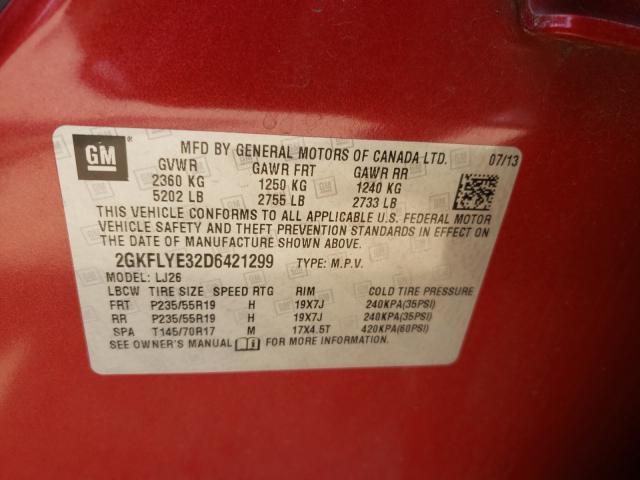 GM
MFD BY GENERAL MOTORS OF CANADA LTD. 07/13
GVWR GAWR FRT GAWR RR
2360 KG 1250 KG 1240 KG
5202 LB 2755 LB 2733 LB
THIS VEHICLE CONFORMS TO ALL APPLICABLE U.S. FEDERAL MOTOR
VEHICLE SAFETY AND THEFT PREVENTION STANDARDS IN EFFECT ON
THE DATE OF MANUFACTURE SHOWN ABOVE.
2GKFLYE32D6421299 TYPE: M.P.V.
MODEL: LJ26
LBCW TIRE SIZE SPEED RTG RIM COLD TIRE PRESSURE
FRT P235/55R19 H 19X7J 240KPA(35PSI)
RR P235/55R19 H 19X7J 240KPA(35PSI)
SPA T145/70R17 M 17X4.5T 420KPA(60PSI)
SEE OWNER'S MANUAL FOR MORE INFORMATION.